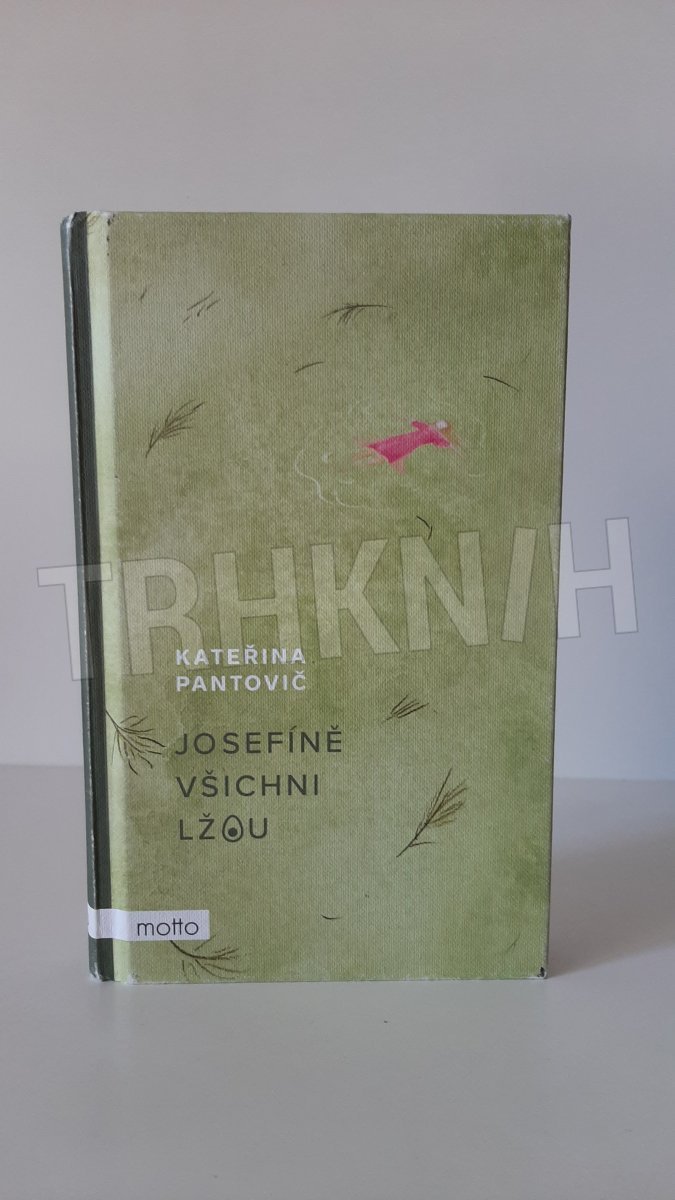 TRHKNIH
KATEŘINA
PANTOVIČ
JOSEFÍNĚ
VŠICHNI
LŽOU
motto